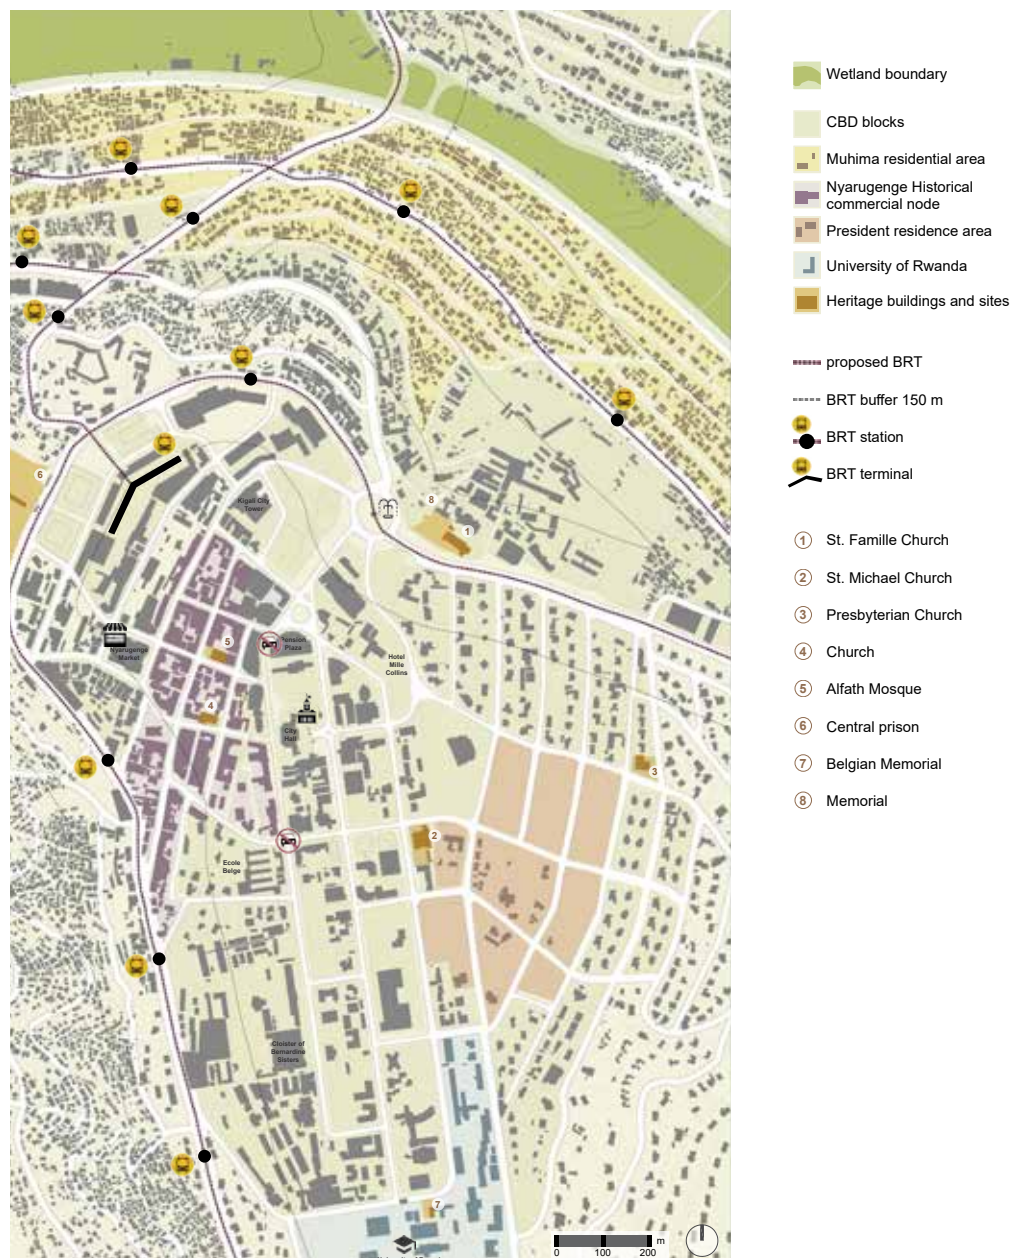 Wetland boundary
CBD blocks
Muhima residential area
Nyarugenge Historical
commercial node
President residence area
University of Rwanda
Heritage buildings and sites
proposed BRT
BRT buffer 150 m
BRT station
BRT terminal
1 St. Famille Church
2 St. Michael Church
3 Presbyterian Church
4 Church
5 Alfath Mosque
6 Central prison
7 Belgian Memorial
8 Memorial
6
Kigali City
Tower
8
1
5
Pension
Plaza
Nyarugenge
Market
Hotel
Mille
Collins
4
City
Hall
3
2
Ecole
Belge
Cloister of
Bernardine
Sisters
7
m
0 100 200